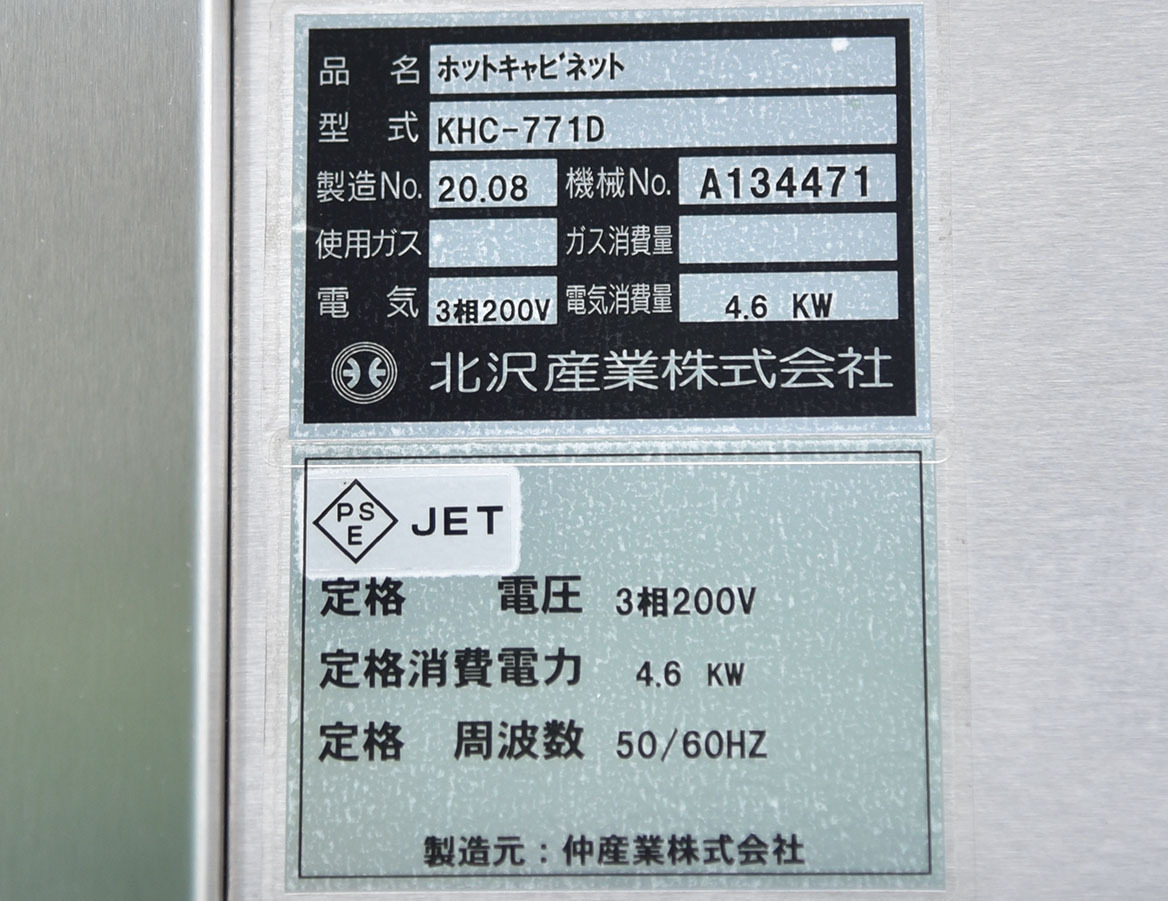 品名 ホットキャビネット
型式 KHC-771D
製造No. 20.08 機械No. A134471
使用ガス ガス消費量
電気 3相200V 電気消費量 4.6 KW
北沢産業株式会社
PSE JET
定格 電圧 3相200V
定格消費電力 4.6 KW
定格 周波数 50/60HZ
製造元：仲産業株式会社